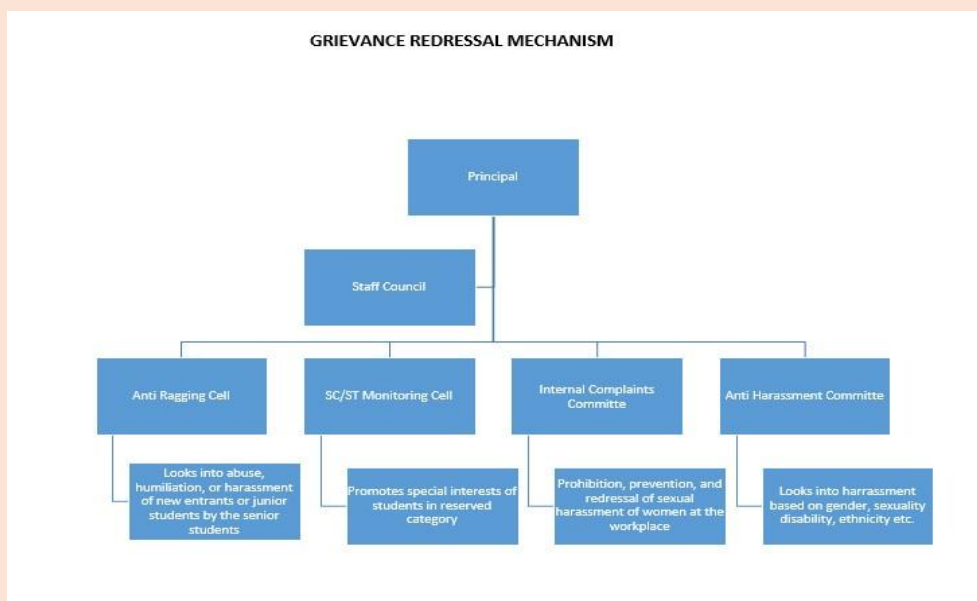 GRIEVANCE REDRESSAL MECHANISM
Principal
Staff Council
Anti Ragging Cell
SC/ST Monitoring Cell
Internal Complaints
Committe
Anti Harassment Committe
Looks into abuse,
humiliation, or harassment
of new entrants or junior
students by the senior
students
Promotes special interests of
students in reserved
category
Prohibition, prevention, and
redressal of sexual
harassment of women at the
workplace
Looks into harrassment
based on gender, sexuality
disability, ethnicity etc.